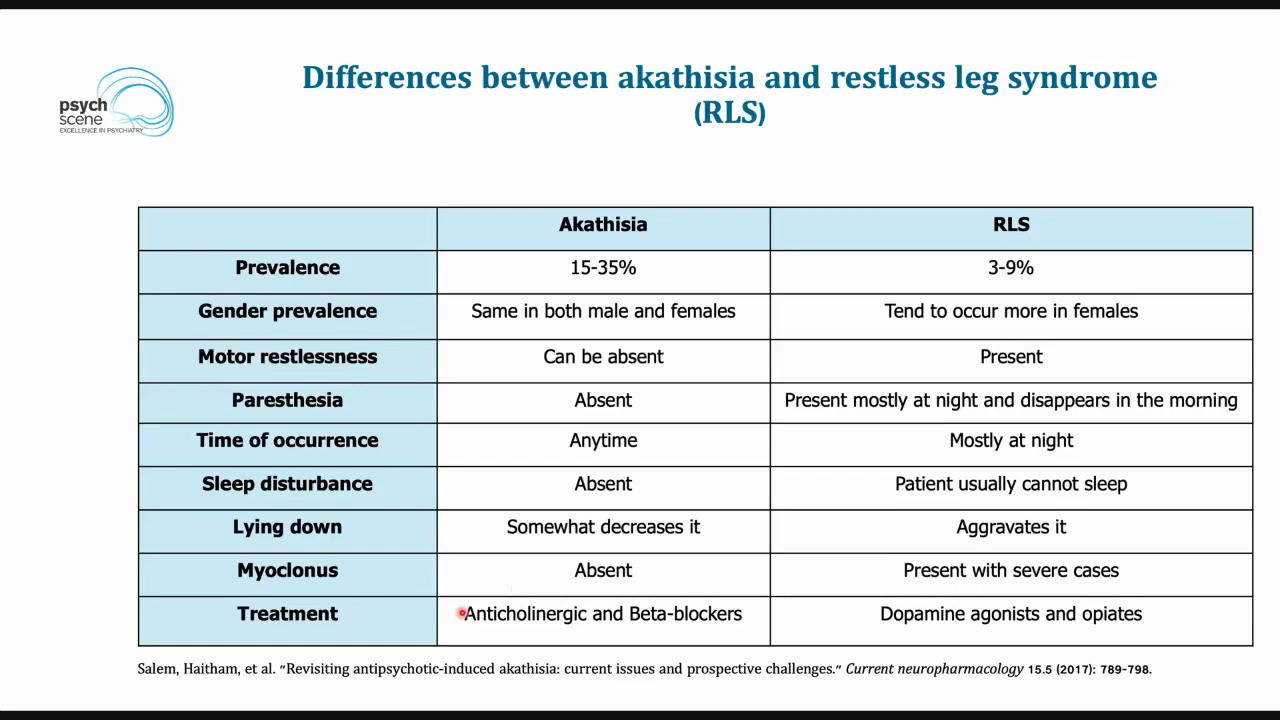 Differences between akathisia and restless leg syndrome
(RLS)
psych
scene
EXCELLENCE IN PSYCHIATRY
Akathisia RLS
Prevalence 15-35% 3-9%
Gender prevalence Same in both male and females Tend to occur more in females
Motor restlessness Can be absent Present
Paresthesia Absent Present mostly at night and disappears in the morning
Time of occurrence Anytime Mostly at night
Sleep disturbance Absent Patient usually cannot sleep
Lying down Somewhat decreases it Aggravates it
Myoclonus Absent Present with severe cases
Treatment Anticholinergic and Beta-blockers Dopamine agonists and opiates
Salem, Haitham, et al. "Revisiting antipsychotic-induced akathisia: current issues and prospective challenges." Current neuropharmacology 15.5 (2017): 789-798.